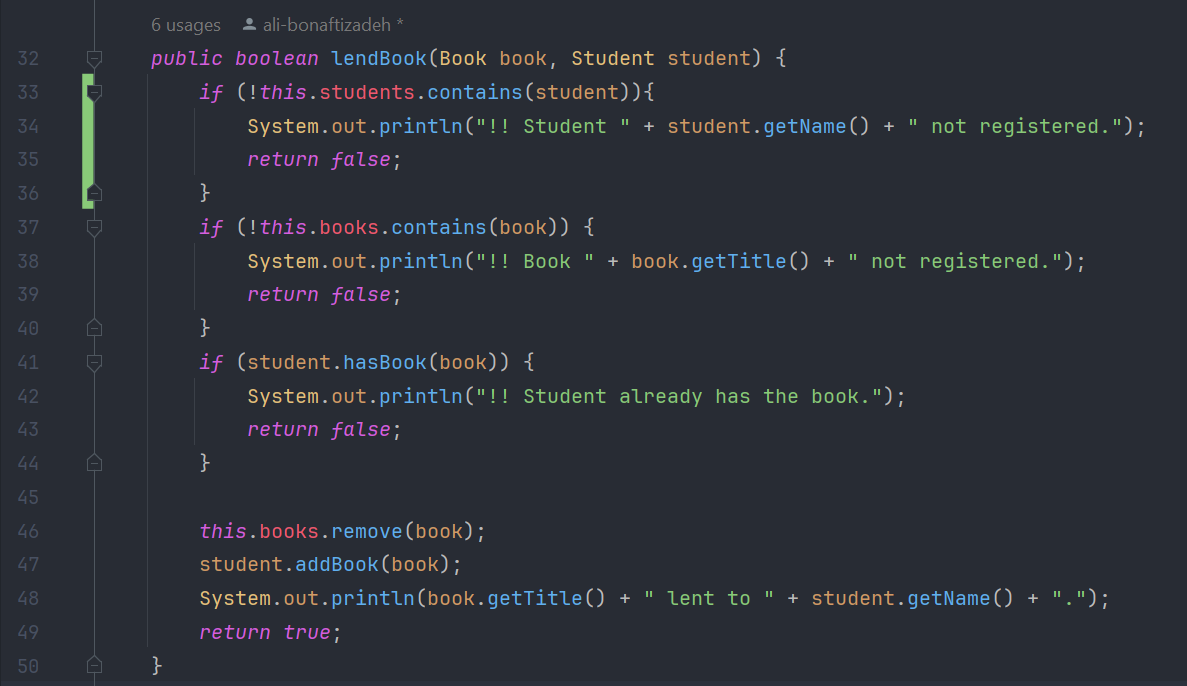 6 usages ali-bonaftizadeh *
32 public boolean lendBook(Book book, Student student) {
33 if (!this.students.contains(student)){
34 System.out.println("!! Student " + student.getName() + " not registered.");
35 return false;
36 }
37 if (!this.books.contains(book)) {
38 System.out.println("!! Book " + book.getTitle() + " not registered.");
39 return false;
40 }
41 if (student.hasBook(book)) {
42 System.out.println("!! Student already has the book.");
43 return false;
44 }
45
46 this.books.remove(book);
47 student.addBook(book);
48 System.out.println(book.getTitle() + " lent to " + student.getName() + ".");
49 return true;
50 }